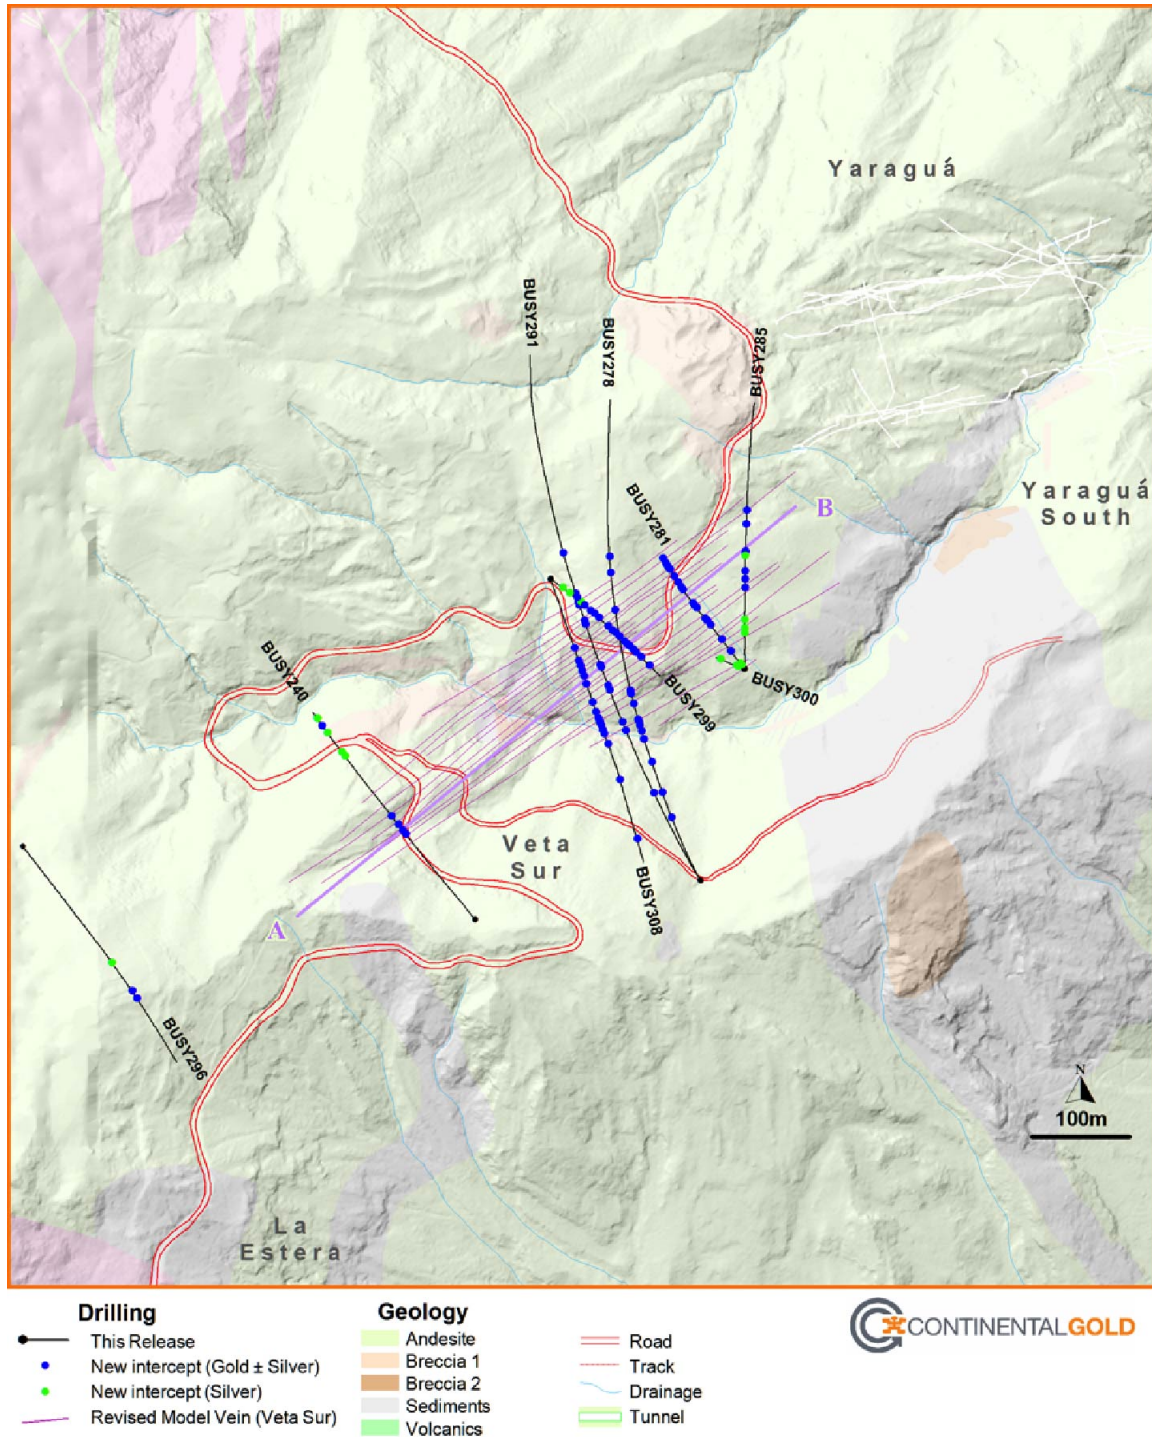 Yaraguá
BUSY291
BUSY278
BUSY285
Yaraguá
South
BUSY281
B
BUSY240
BUSY300
BUSY299
Veta
Sur
BUSY308
A
BUSY296
N
100m
La
Estera
Drilling
This Release
New intercept (Gold ± Silver)
New intercept (Silver)
Revised Model Vein (Veta Sur)
Geology
Andesite
Breccia 1
Breccia 2
Sediments
Volcanics
Road
Track
Drainage
Tunnel
CONTINENTALGOLD